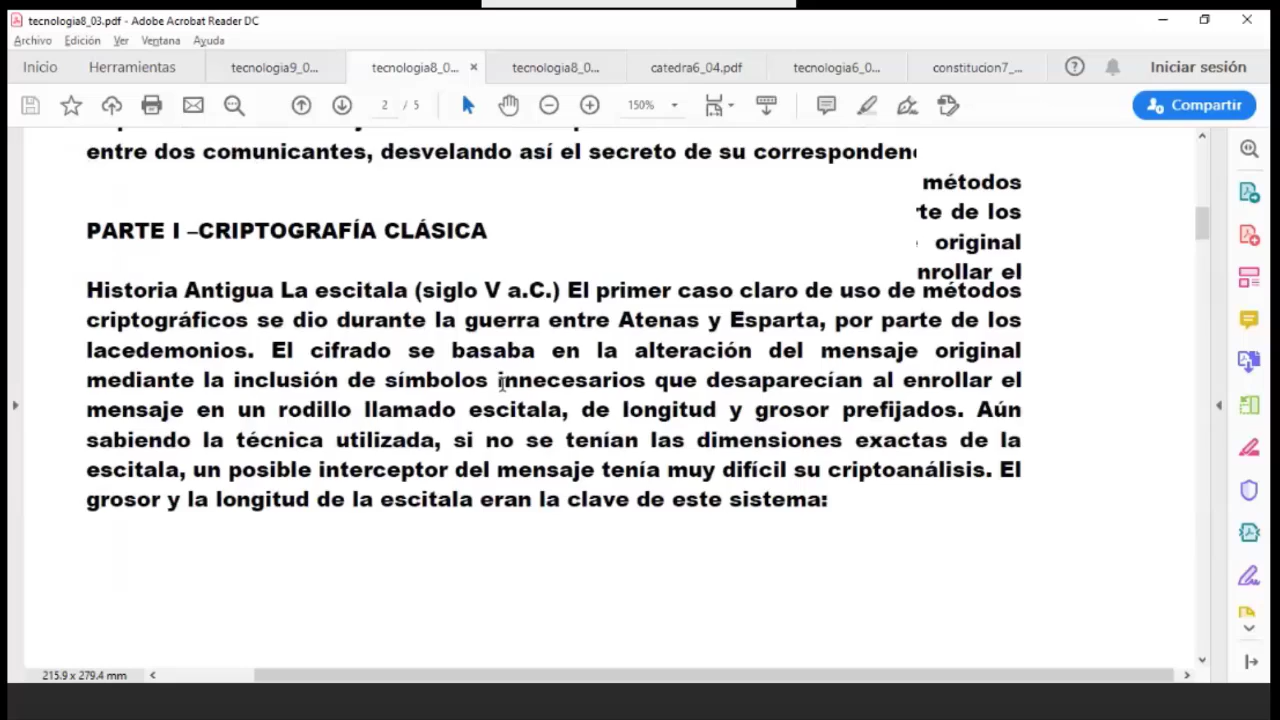 tecnologia8_03.pdf - Adobe Acrobat Reader DC
Archivo Edición Ver Ventana Ayuda
Inicio Herramientas tecnologia9_0... tecnologia8_0... × tecnologia8_0... catedra6_04.pdf tecnologia6_0... constitucion7_... Iniciar sesión
2 / 5 150% Compartir
entre dos comunicantes, desvelando así el secreto de su
métodos
de los
PARTE I –CRIPTOGRAFÍA CLÁSICA
original
el
Historia Antigua La escitala (siglo V a.C.) El primer caso claro de uso de métodos
criptográficos se dio durante la guerra entre Atenas y Esparta, por parte de los
lacedemonios. El cifrado se basaba en la alteración del mensaje original
mediante la inclusión de símbolos innecesarios que desaparecían al enrollar el
mensaje en un rodillo llamado escitala, de longitud y grosor prefijados. Aún
sabiendo la técnica utilizada, si no se tenían las dimensiones exactas de la
escitala, un posible interceptor del mensaje tenía muy difícil su criptoanálisis. El
grosor y la longitud de la escitala eran la clave de este sistema:
215.9 x 279.4 mm